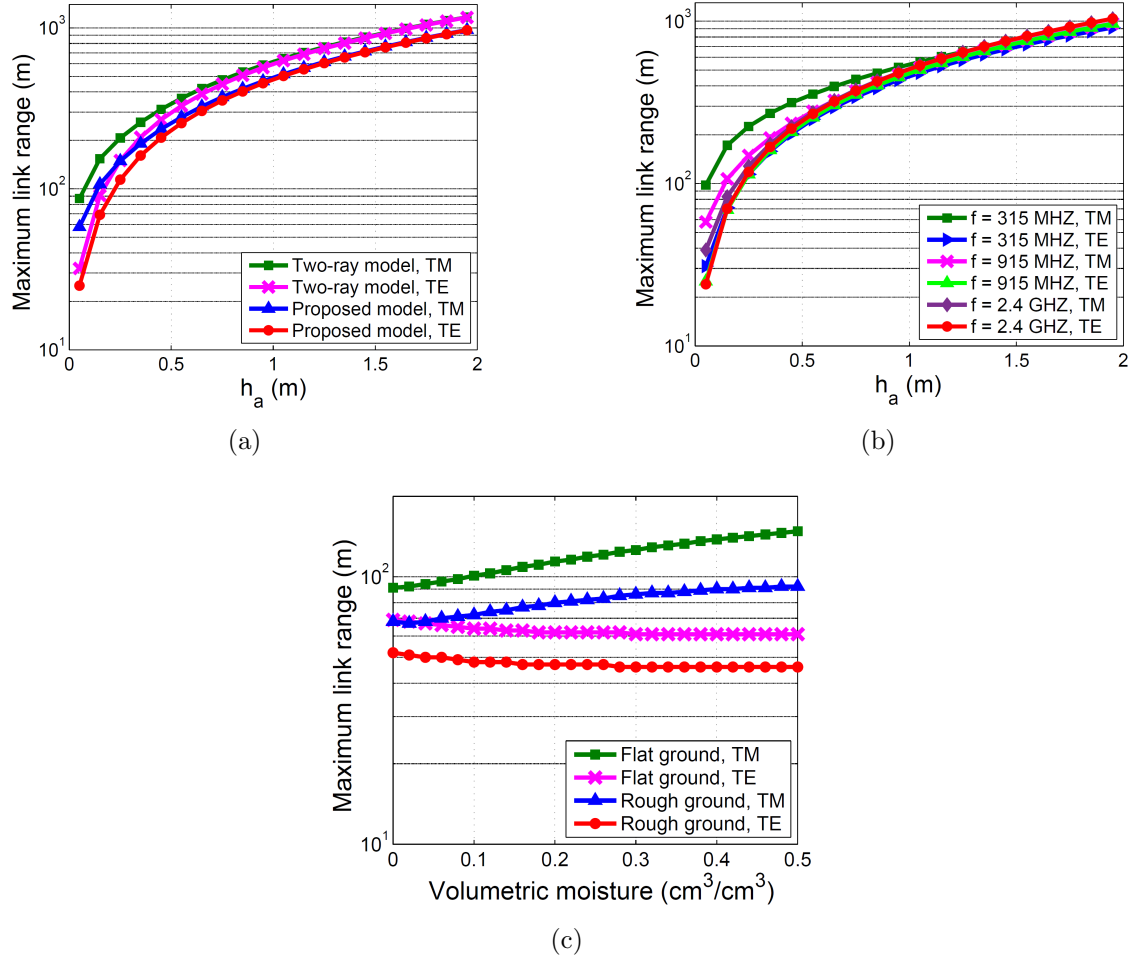 10^3
10^2
10^1
Maximum link range (m)
Two-ray model, TM
Two-ray model, TE
Proposed model, TM
Proposed model, TE
0 0.5 1 1.5 2
h_a (m)
(a)
10^3
10^2
10^1
Maximum link range (m)
f = 315 MHZ, TM
f = 315 MHZ, TE
f = 915 MHZ, TM
f = 915 MHZ, TE
f = 2.4 GHZ, TM
f = 2.4 GHZ, TE
0 0.5 1 1.5 2
h_a (m)
(b)
10^2
10^1
Maximum link range (m)
Flat ground, TM
Flat ground, TE
Rough ground, TM
Rough ground, TE
0 0.1 0.2 0.3 0.4 0.5
Volumetric moisture (cm^3/cm^3)
(c)